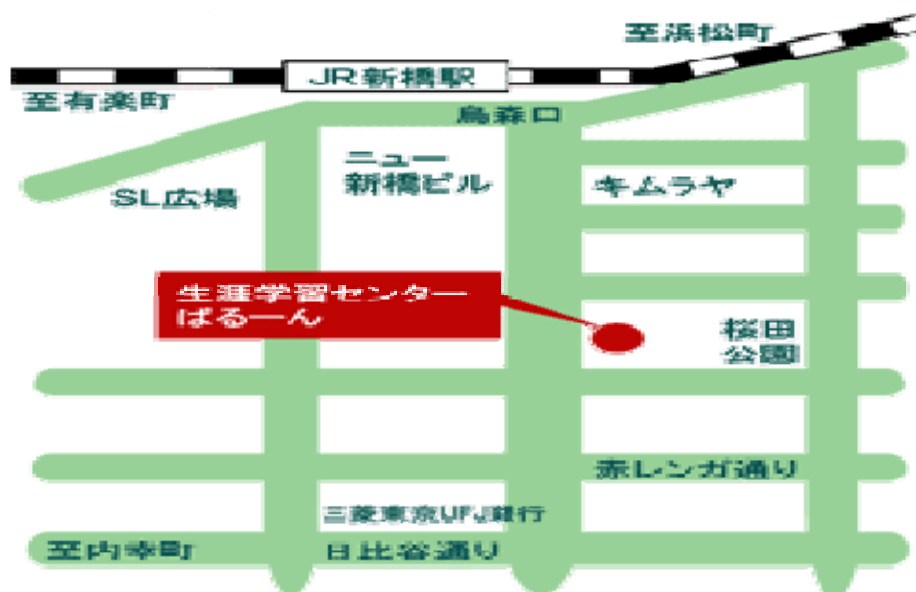 至浜松町
JR新橋駅
至有楽町
烏森口
ニュー
新橋ビル
キムラヤ
SL広場
生涯学習センター
ばるーん
桜田
公園
赤レンガ通り
三菱東京UFJ銀行
至内幸町
日比谷通り